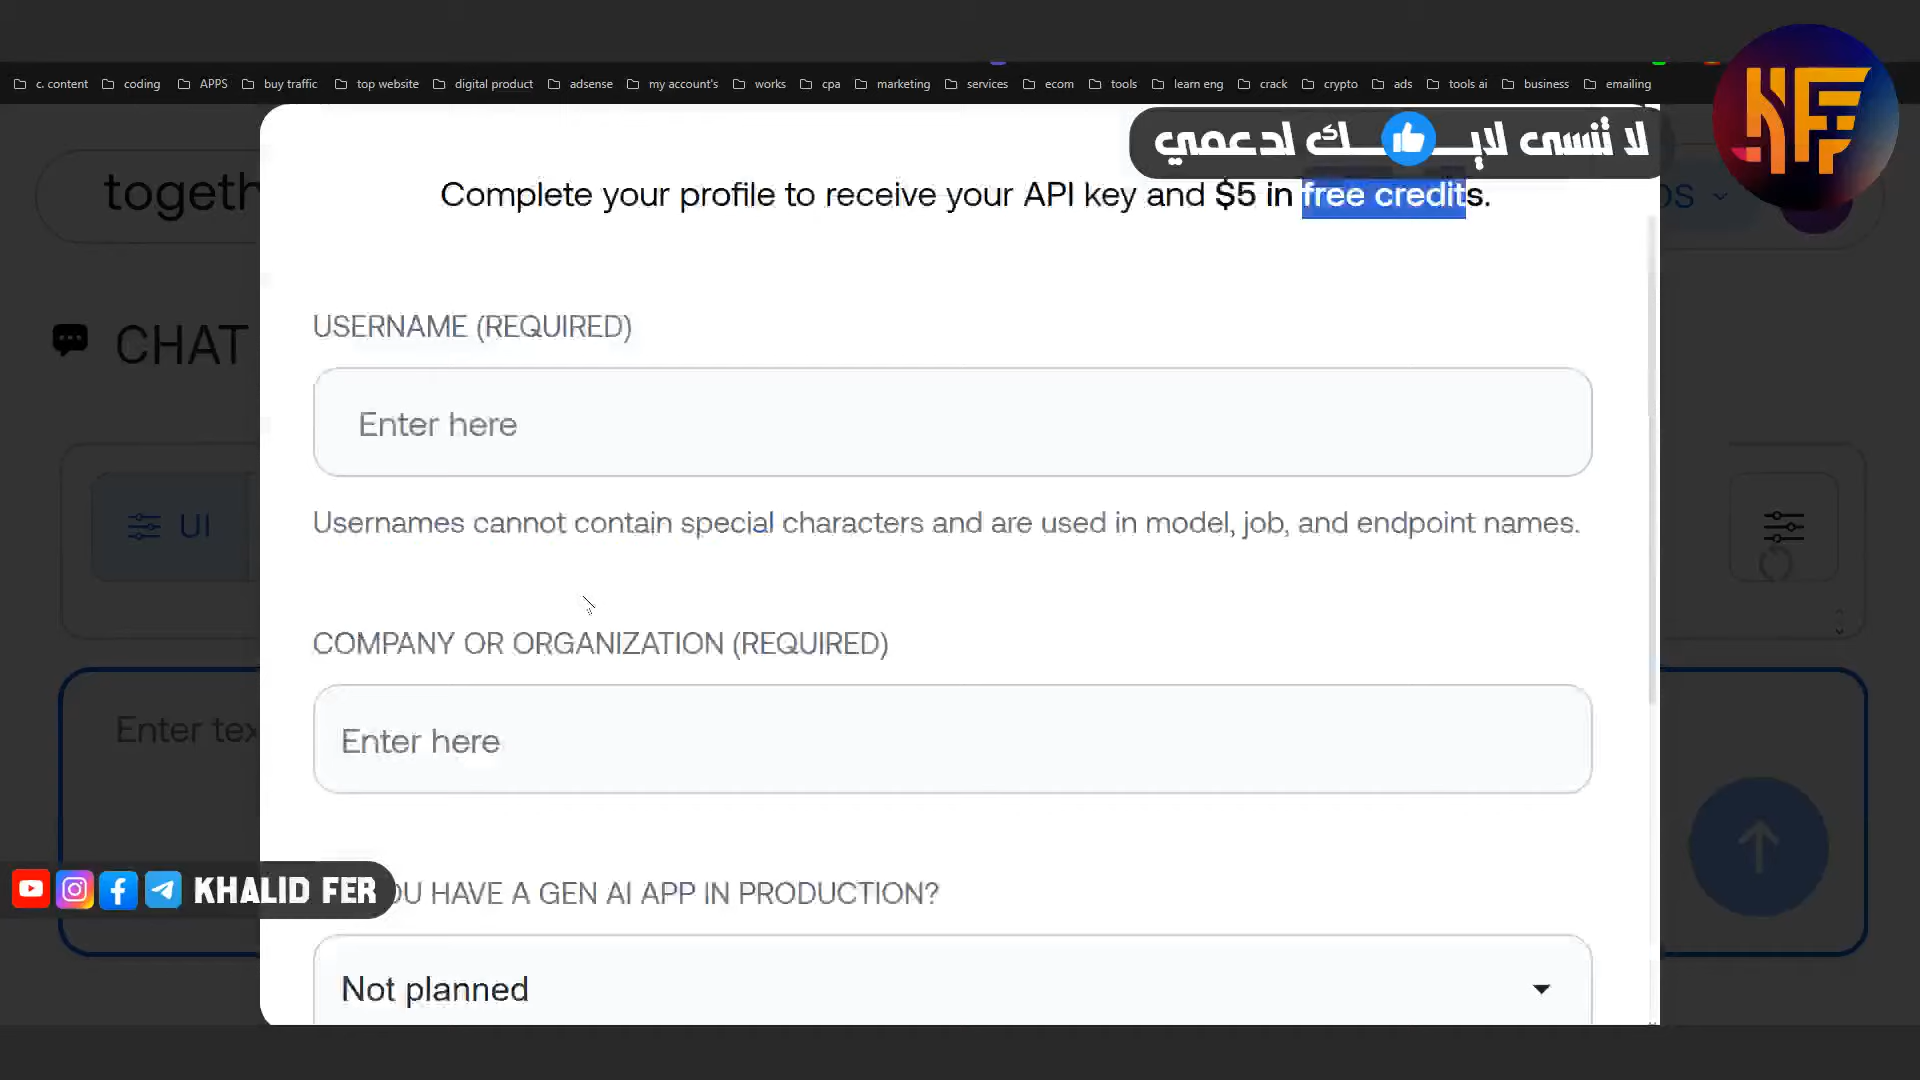 c. content coding APPS buy traffic top website digital product adsense my account's works cpa marketing services ecom tools learn eng crack crypto ads tools ai business emailing
لا تنسى لايـــك لدعمي
Complete your profile to receive your API key and $5 in free credits.
togeth
USERNAME (REQUIRED)
CHAT
Enter here
UI
Usernames cannot contain special characters and are used in model, job, and endpoint names.
COMPANY OR ORGANIZATION (REQUIRED)
Enter tex
Enter here
KHALID FER
OU HAVE A GEN AI APP IN PRODUCTION?
Not planned